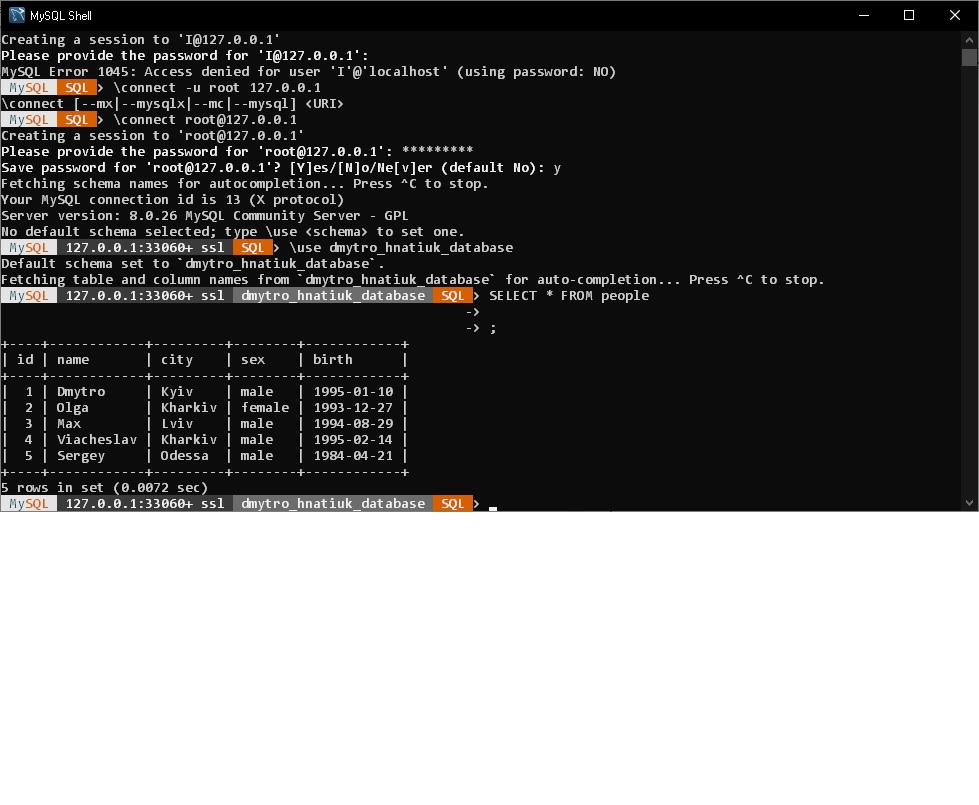 MySQL Shell
Creating a session to 'I@127.0.0.1'
Please provide the password for 'I@127.0.0.1':
MySQL Error 1045: Access denied for user 'I'@'localhost' (using password: NO)
MySQL SQL > \connect -u root 127.0.0.1
\connect [--mx|--mysqlx|--mc|--mysql] <URI>
MySQL SQL > \connect root@127.0.0.1
Creating a session to 'root@127.0.0.1'
Please provide the password for 'root@127.0.0.1': *********
Save password for 'root@127.0.0.1'? [Y]es/[N]o/Ne[v]er (default No): y
Fetching schema names for autocompletion... Press ^C to stop.
Your MySQL connection id is 13 (X protocol)
Server version: 8.0.26 MySQL Community Server - GPL
No default schema selected; type \use <schema> to set one.
MySQL 127.0.0.1:33060+ ssl SQL > \use dmytro_hnatiuk_database
Default schema set to `dmytro_hnatiuk_database`.
Fetching table and column names from `dmytro_hnatiuk_database` for auto-completion... Press ^C to stop.
MySQL 127.0.0.1:33060+ ssl dmytro_hnatiuk_database SQL > SELECT * FROM people
->
-> ;
+----+------------+---------+--------+------------+
| id | name       | city    | sex    | birth      |
+----+------------+---------+--------+------------+
|  1 | Dmytro     | Kyiv    | male   | 1995-01-10 |
|  2 | Olga       | Kharkiv | female | 1993-12-27 |
|  3 | Max        | Lviv    | male   | 1994-08-29 |
|  4 | Viacheslav | Kharkiv | male   | 1995-02-14 |
|  5 | Sergey     | Odessa  | male   | 1984-04-21 |
+----+------------+---------+--------+------------+
5 rows in set (0.0072 sec)
MySQL 127.0.0.1:33060+ ssl dmytro_hnatiuk_database SQL > _